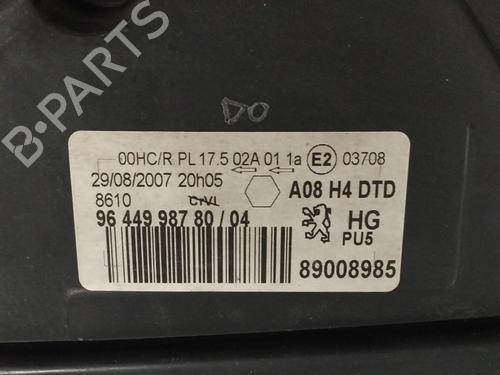 DO
00HC/R PL 17.5 02A 01 1a E2 03708
29/08/2007 20h05
A08 H4 DTD
8610
96 449 987 80 / 04
HG
PU5
89008985